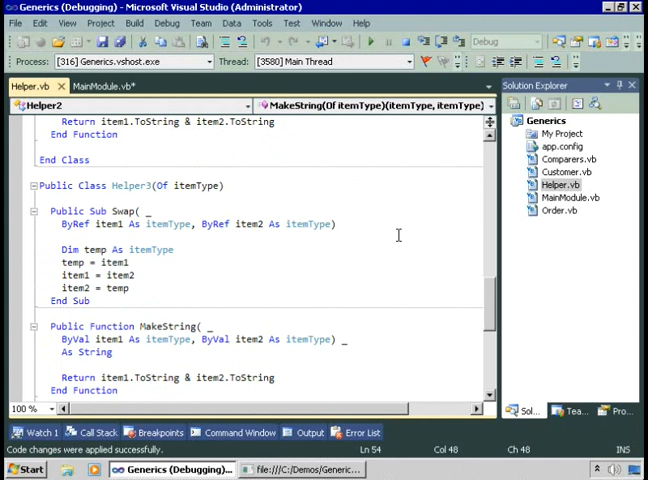 Generics (Debugging) - Microsoft Visual Studio (Administrator)
File Edit View Project Build Debug Team Data Tools Test Window Help
Debug
Process: [316] Generics.vshost.exe [3580] Main Thread
Helper.vb MainModule.vb* Solution Explorer
Helper2 MakeString(Of itemType)(itemType, itemType)
Return item1.ToString & item2.ToString
End Function
End Class
Public Class Helper3(Of itemType)
Public Sub Swap( _
ByRef item1 As itemType, ByRef item2 As itemType)
Dim temp As itemType
temp = item1
item1 = item2
item2 = temp
End Sub
Public Function MakeString( _
ByVal item1 As itemType, ByVal item2 As itemType) _
As String
Return item1.ToString & item2.ToString
End Function
Generics
My Project
app.config
Comparers.vb
Customer.vb
Helper.vb
MainModule.vb
Order.vb
100 %
Sol... Tea... Pro...
Watch 1 Call Stack Breakpoints Command Window Output Error List
Code changes were applied successfully. Ln 54 Col 48 Ch 48 INS
Start Generics (Debugging)... file:///C:/Demos/Generic...